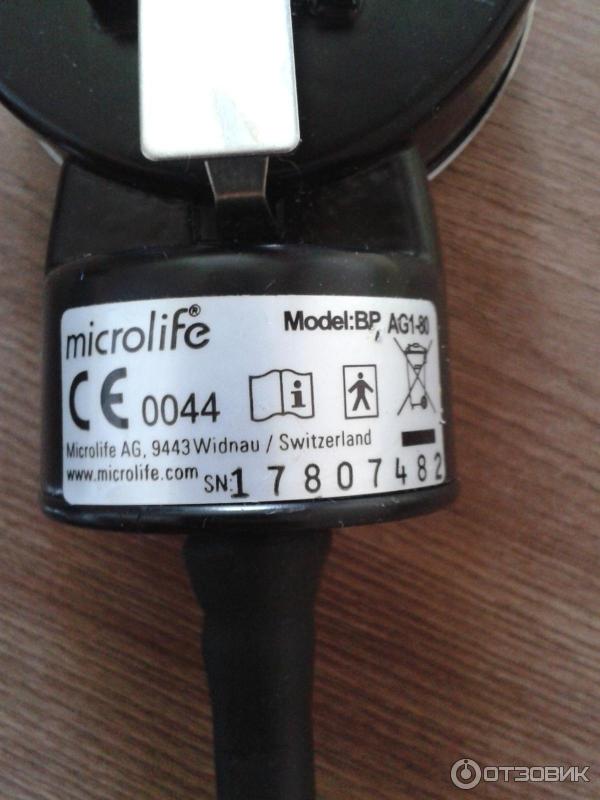 microlife® Model:BP AG1-80
CE 0044
Microlife AG, 9443 Widnau / Switzerland
www.microlife.com SN:17807482
ОТЗОВИК